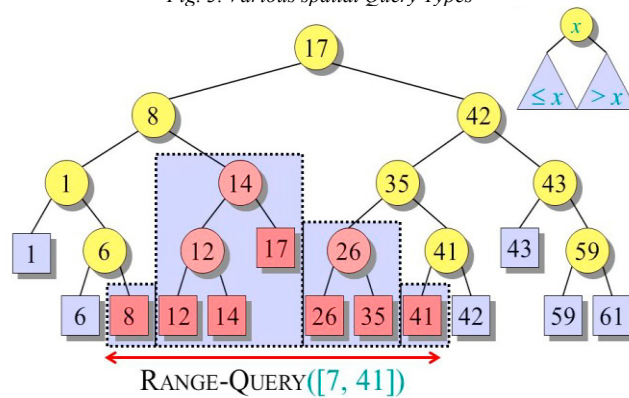 Fig. 3. Various spatial Query Types
17
x
≤ x > x
8 42
1 14 35 43
1 6 12 17 26 41 43 59
6 8 12 14 26 35 41 42 59 61
RANGE-QUERY([7, 41])